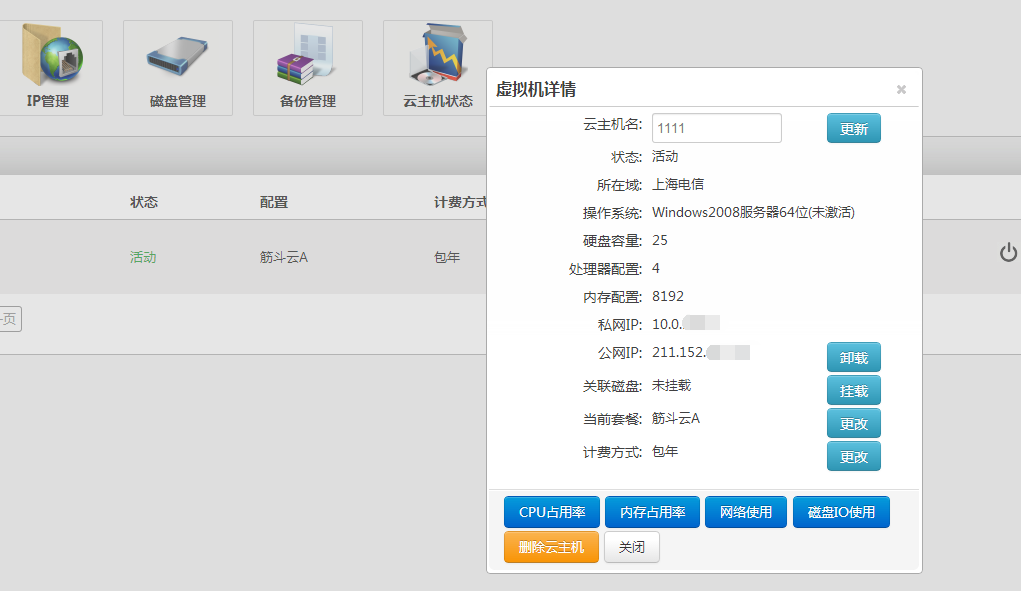 IP管理
磁盘管理
备份管理
云主机状态
状态
配置
计费方式
活动
筋斗云A
包年
页
虚拟机详情
×
云主机名: 1111 更新
状态: 活动
所在域: 上海电信
操作系统: Windows2008服务器64位(未激活)
硬盘容量: 25
处理器配置: 4
内存配置: 8192
私网IP: 10.0.
公网IP: 211.152. 卸载
关联磁盘: 未挂载 挂载
当前套餐: 筋斗云A 更改
计费方式: 包年 更改
CPU占用率 内存占用率 网络使用 磁盘IO使用
删除云主机 关闭